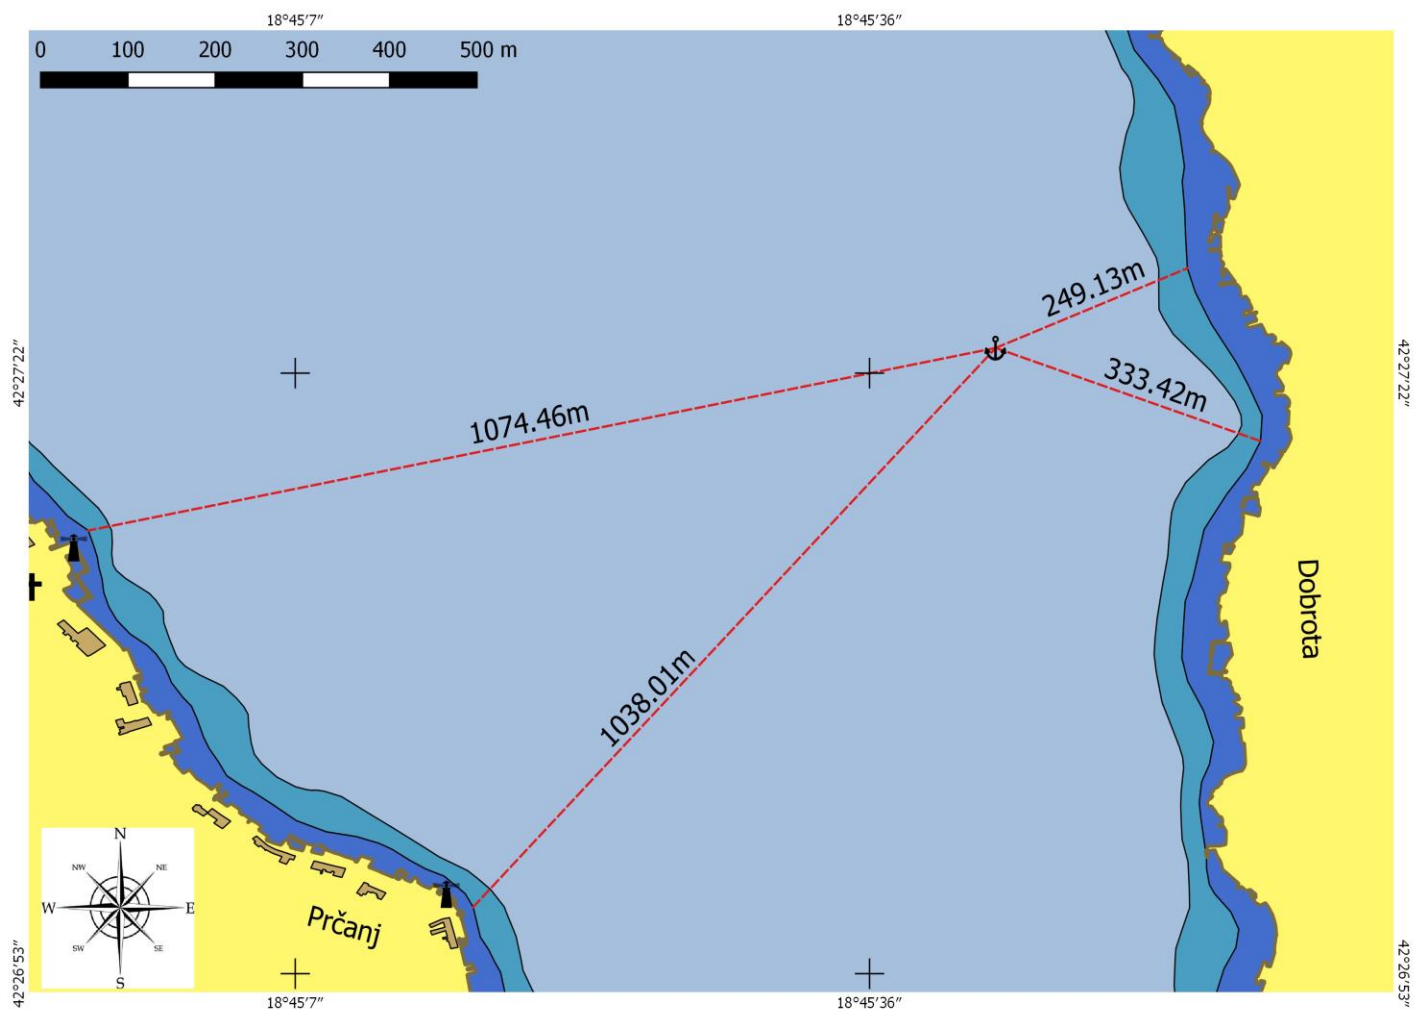 18°45′7″
18°45′36″
0 100 200 300 400 500 m
249.13m
42°27′22″
42°27′22″
333.42m
1074.46m
Dobrota
1038.01m
N
NW
NE
W
E
SW
SE
S
Prčanj
42°26′53″
42°26′53″
18°45′7″
18°45′36″